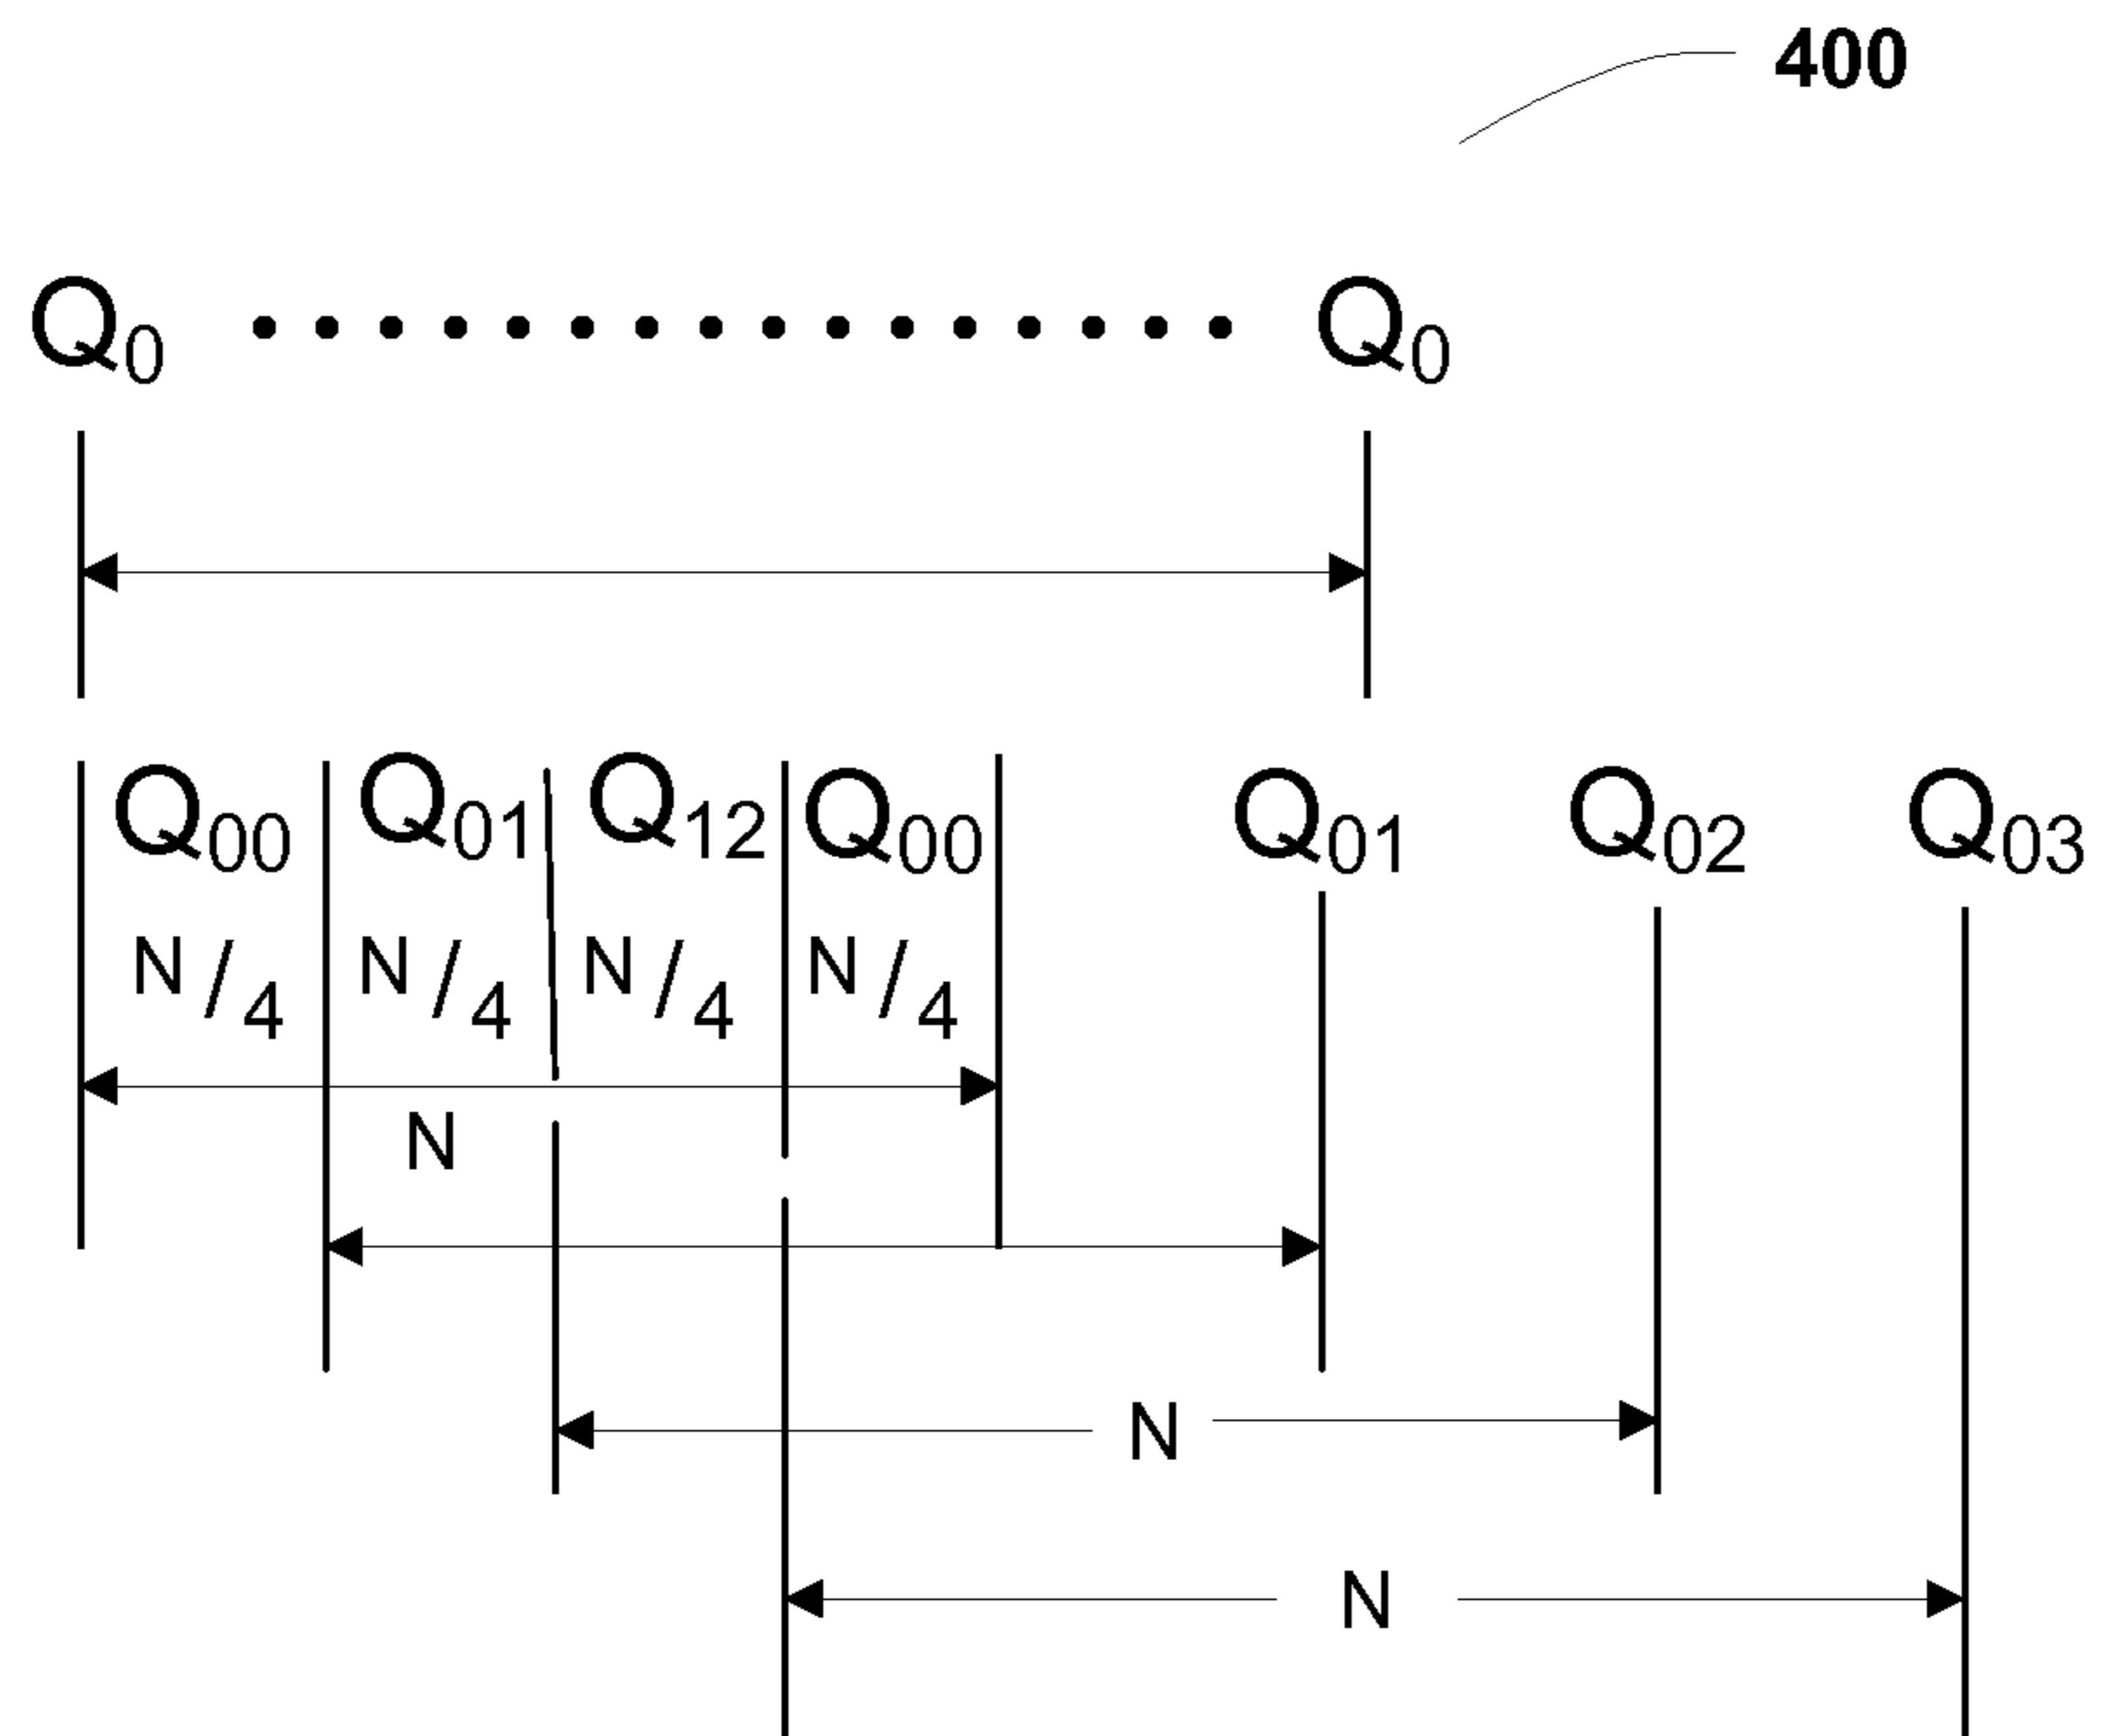 400
Q0 ................ Q0
Q00 Q01 Q12 Q00 Q01 Q02 Q03
N/4 N/4 N/4 N/4
N
N
N